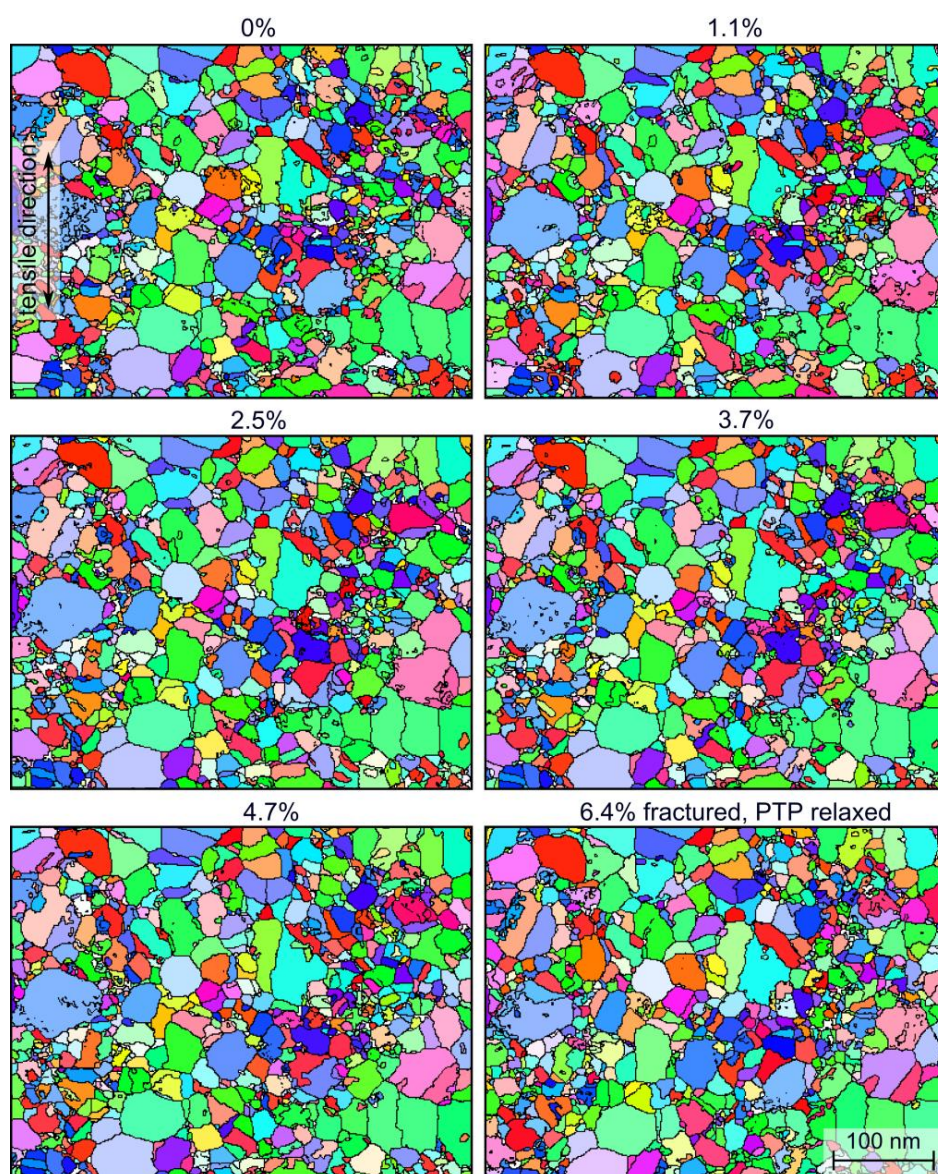 0%
1.1%
tensile direction
2.5%
3.7%
4.7%
6.4% fractured, PTP relaxed
100 nm